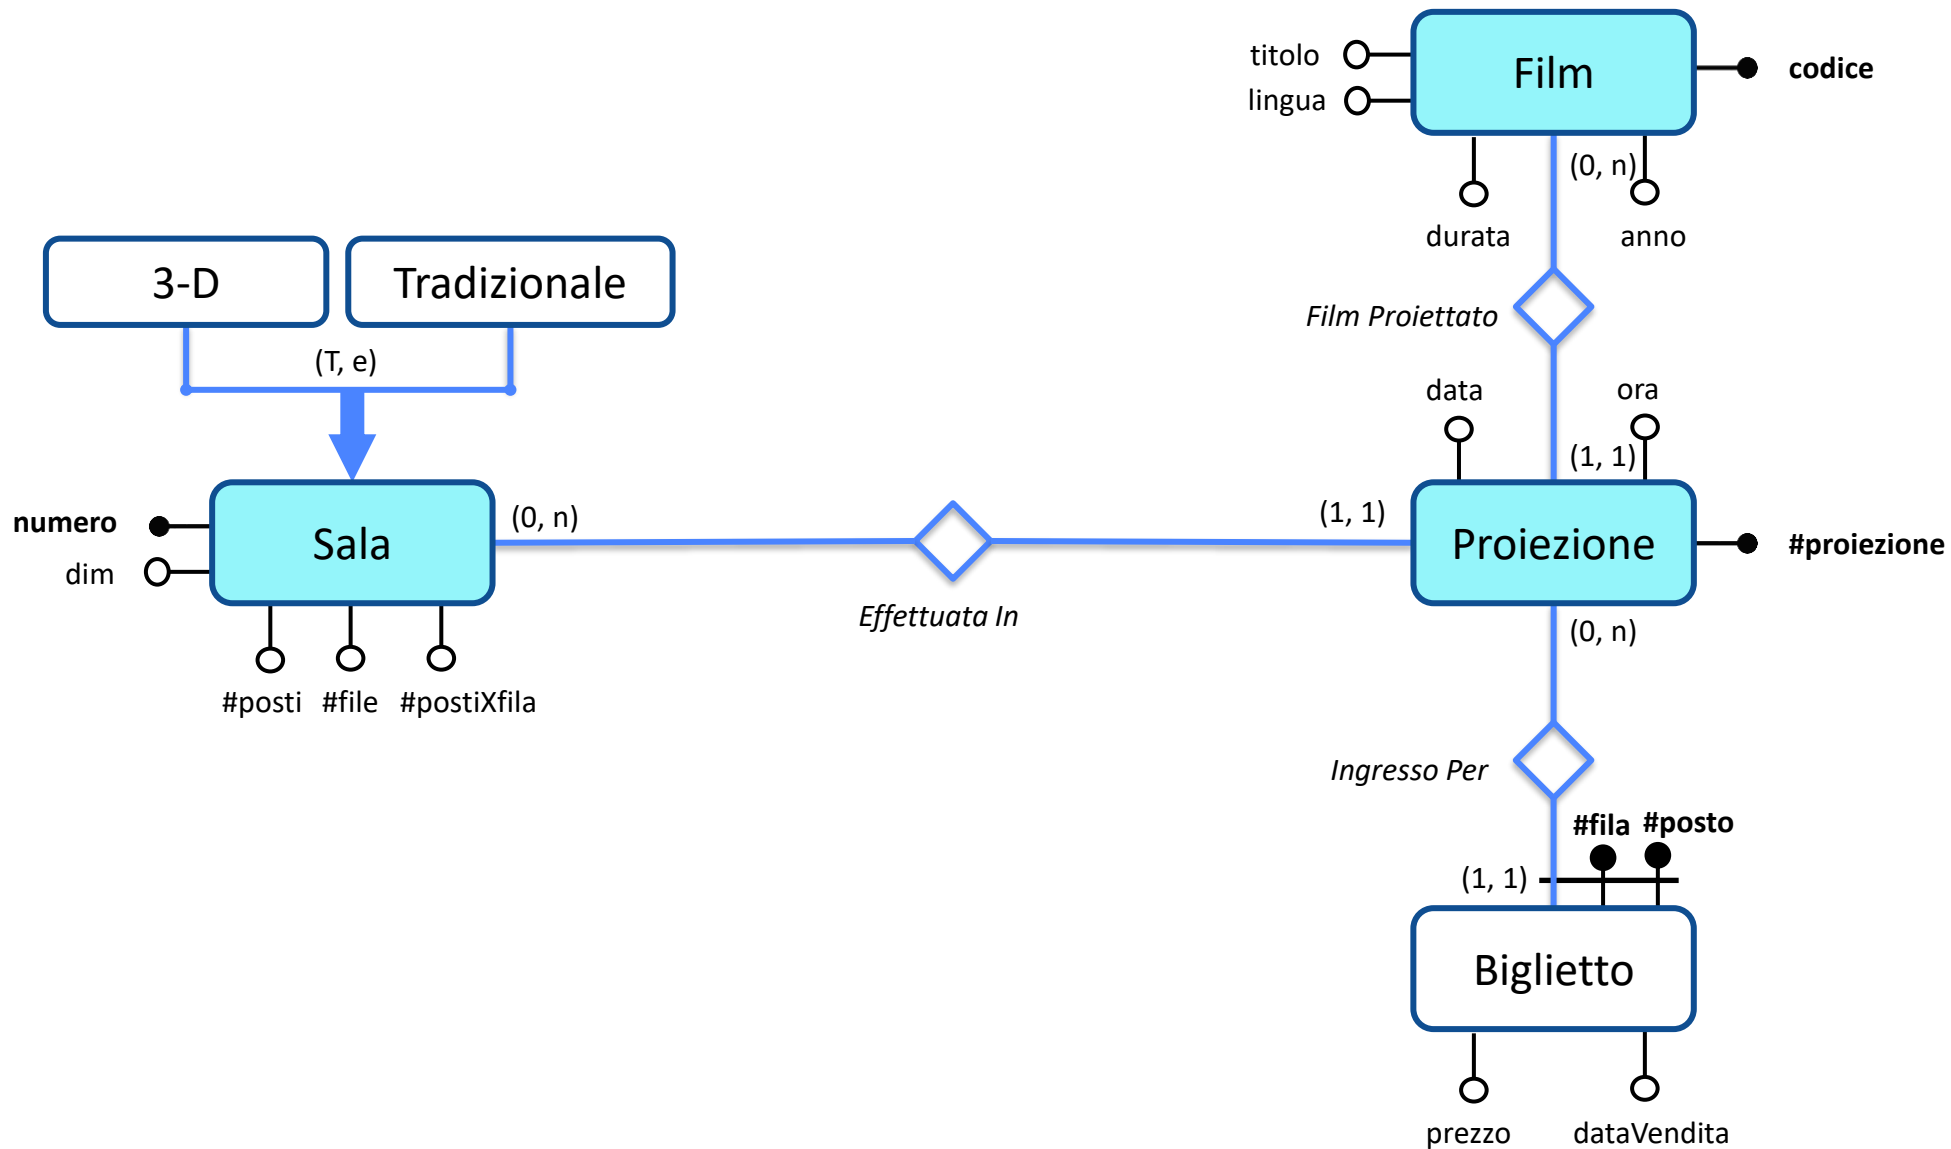 titolo
Film
codice
lingua
(0, n)
durata
anno
3-D
Tradizionale
Film Proiettato
(T, e)
data
ora
(1, 1)
numero
Sala
(0, n)
(1, 1)
Proiezione
#proiezione
dim
Effettuata In
(0, n)
#posti
#file
#postiXfila
Ingresso Per
#fila
#posto
(1, 1)
Biglietto
prezzo
dataVendita